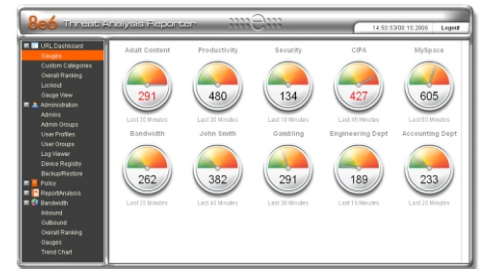 8e6 Threat Analysis Reporter
14:50:53/09.15.2006 Logout
URL Dashboard
Gauges
Custom Categories
Overall Ranking
Lockout
Gauge View
Administration
Admins
Admin Groups
User Profiles
User Groups
Log Viewer
Device Registry
Backup/Restore
Policy
Report/Analysis
Bandwidth
Inbound
Outbound
Overall Ranking
Gauges
Trend Chart
Adult Content Productivity Security CIPA MySpace
291 480 134 427 605
Last 30 Minutes Last 30 Minutes Last 10 Minutes Last 45 Minutes Last 60 Minutes
Bandwidth John Smith Gambling Engineering Dept Accounting Dept
262 382 291 189 233
Last 25 Minutes Last 40 Minutes Last 30 Minutes Last 15 Minutes Last 20 Minutes